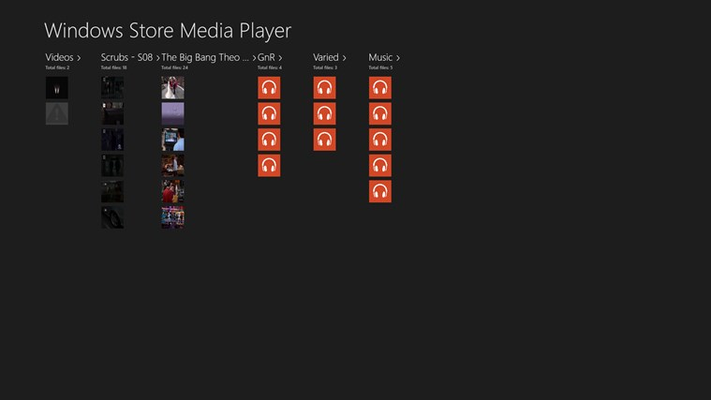 Windows Store Media Player
Videos >
Total files: 2
Scrubs - S08 >
Total files: 18
The Big Bang Theo ... >
Total files: 24
GnR >
Total files: 4
Varied >
Total files: 3
Music >
Total files: 5